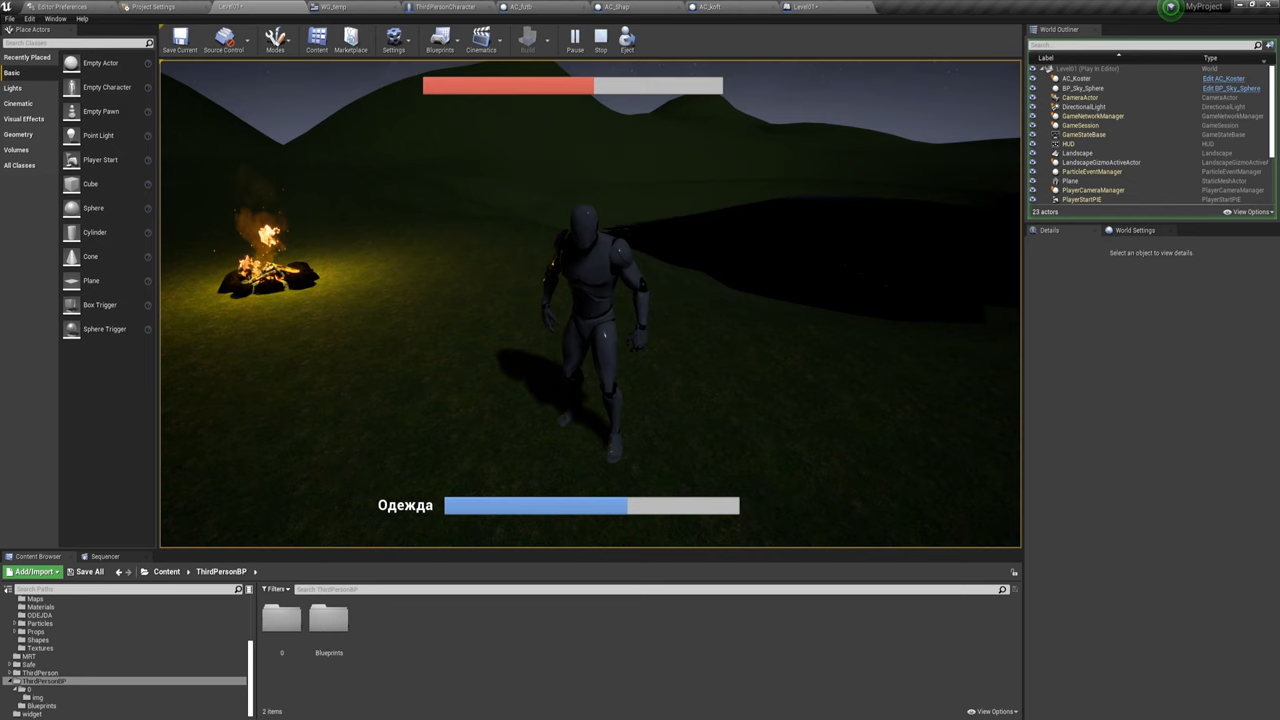 Editor Preferences
Project Settings
Level01•
WG_temp
ThirdPersonCharacter
AC_futb
AC_Shap
AC_koft
Level01•
MyProject
File
Edit
Window
Help
Place Actors
Search Classes
Recently Placed
Basic
Lights
Cinematic
Visual Effects
Geometry
Volumes
All Classes
Empty Actor
Empty Character
Empty Pawn
Point Light
Player Start
Cube
Sphere
Cylinder
Cone
Plane
Box Trigger
Sphere Trigger
Save Current
Source Control
Modes
Content
Marketplace
Settings
Blueprints
Cinematics
Build
Pause
Stop
Eject
Одежда
World Outliner
Search...
Label
Type
Level01 (Play In Editor)
World
AC_Koster
Edit AC_Koster
BP_Sky_Sphere
Edit BP_Sky_Sphere
CameraActor
CameraActor
DirectionalLight
DirectionalLight
GameNetworkManager
GameNetworkManager
GameSession
GameSession
GameStateBase
GameStateBase
HUD
HUD
Landscape
Landscape
LandscapeGizmoActiveActor
LandscapeGizmoActiveA
ParticleEventManager
ParticleEventManager
Plane
StaticMeshActor
PlayerCameraManager
PlayerCameraManager
PlayerStartPIE
PlayerStartPIE
23 actors
View Options
Details
World Settings
Select an object to view details.
Content Browser
Sequencer
Add/Import
Save All
Content
ThirdPersonBP
Search Paths
Filters
Search ThirdPersonBP
Maps
Materials
ODEJDA
Particles
Props
Shapes
Textures
MRT
Safe
ThirdPerson
ThirdPersonBP
0
img
Blueprints
widget
0
Blueprints
2 items
View Options